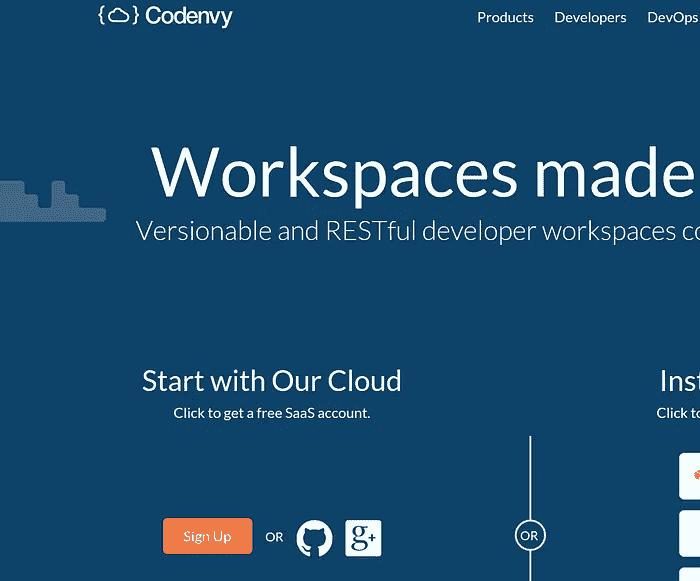 { } Codenvy
Products Developers DevOps
Workspaces made
Versionable and RESTful developer workspaces co
Start with Our Cloud
Click to get a free SaaS account.
Inst
Click to
Sign Up OR g+
OR